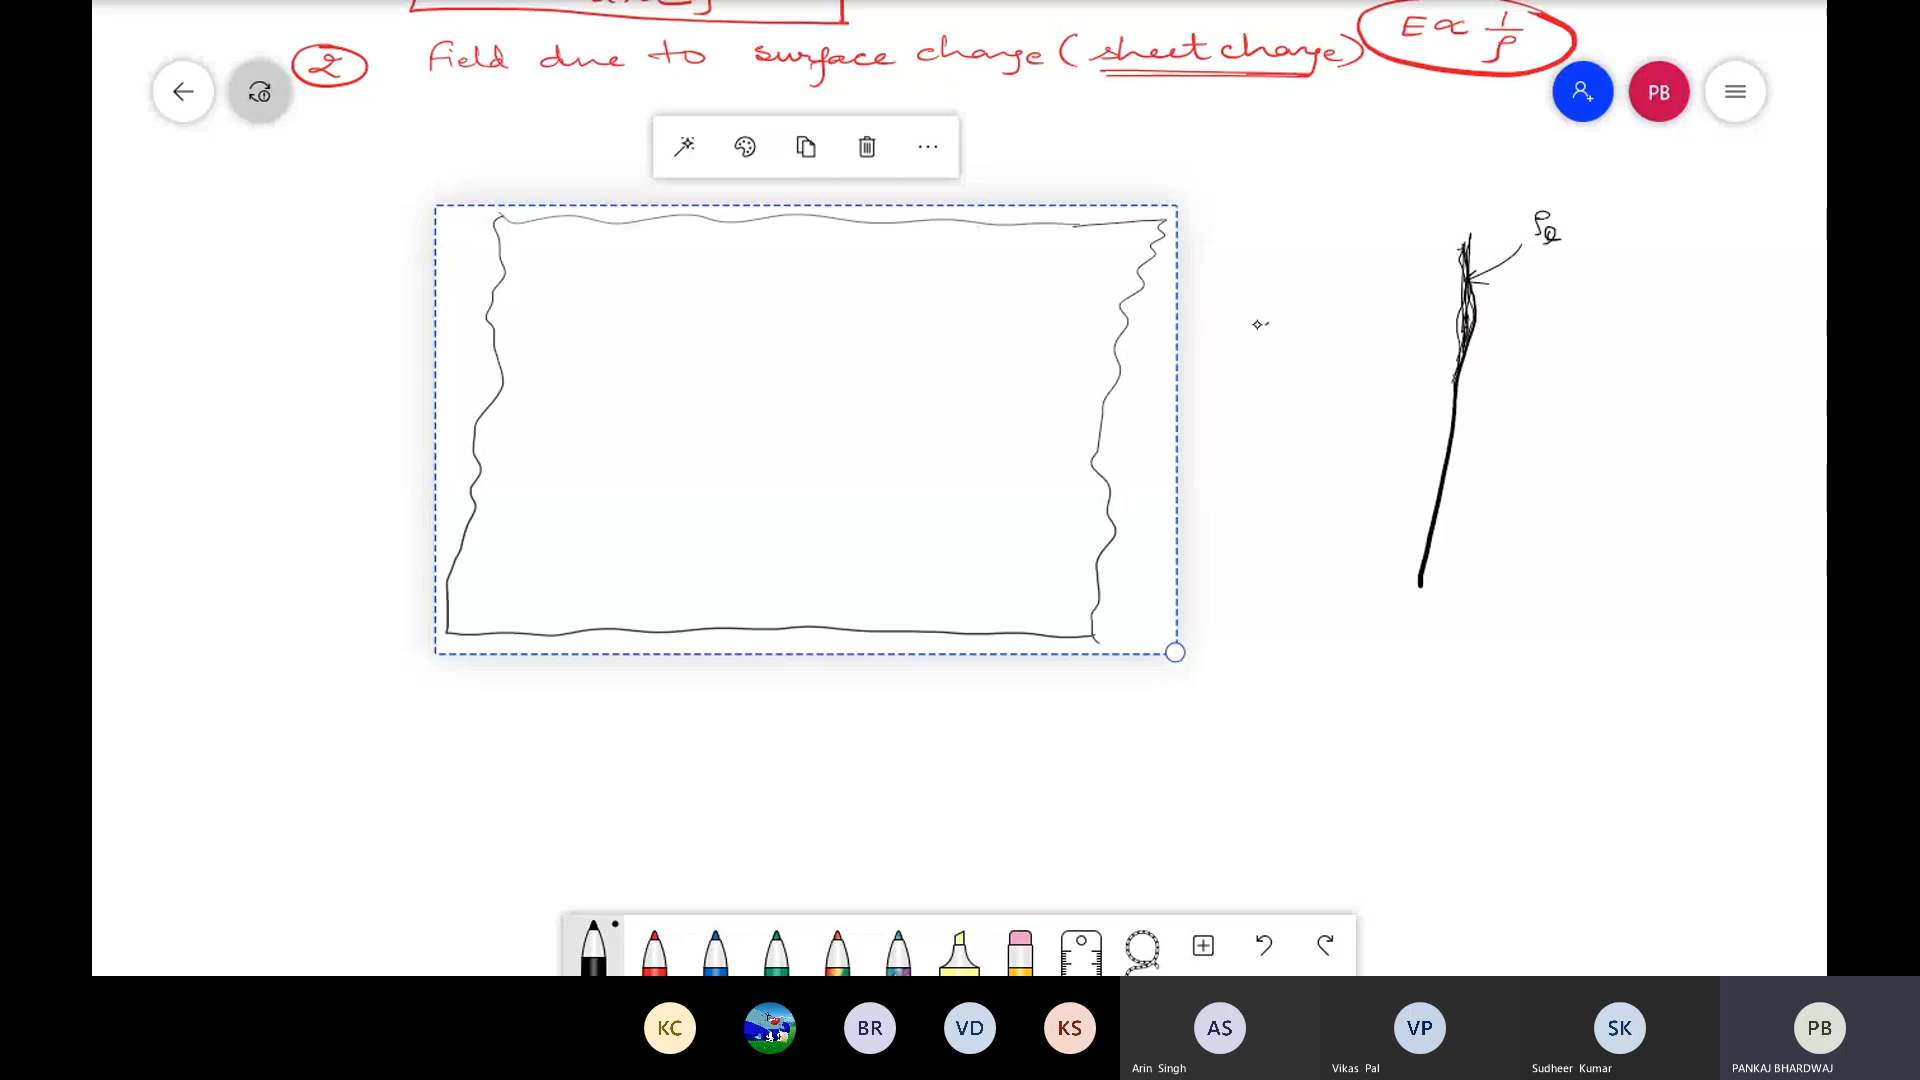 E ∝ 1/ρ
② field due to surface charge (sheet charge)
PB
KC
BR
VD
KS
AS
VP
SK
PB
Arin Singh
Vikas Pal
Sudheer Kumar
PANKAJ BHARDWAJ